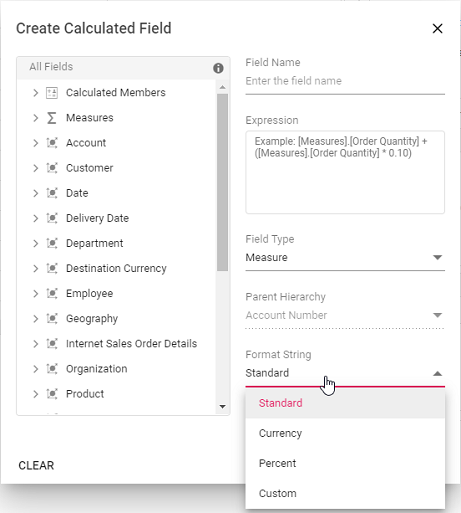 Create Calculated Field
All Fields
Calculated Members
Measures
Account
Customer
Date
Delivery Date
Department
Destination Currency
Employee
Geography
Internet Sales Order Details
Organization
Product
CLEAR
Field Name
Enter the field name
Expression
Example: [Measures].[Order Quantity] +
([Measures].[Order Quantity] * 0.10)
Field Type
Measure
Parent Hierarchy
Account Number
Format String
Standard
Standard
Currency
Percent
Custom